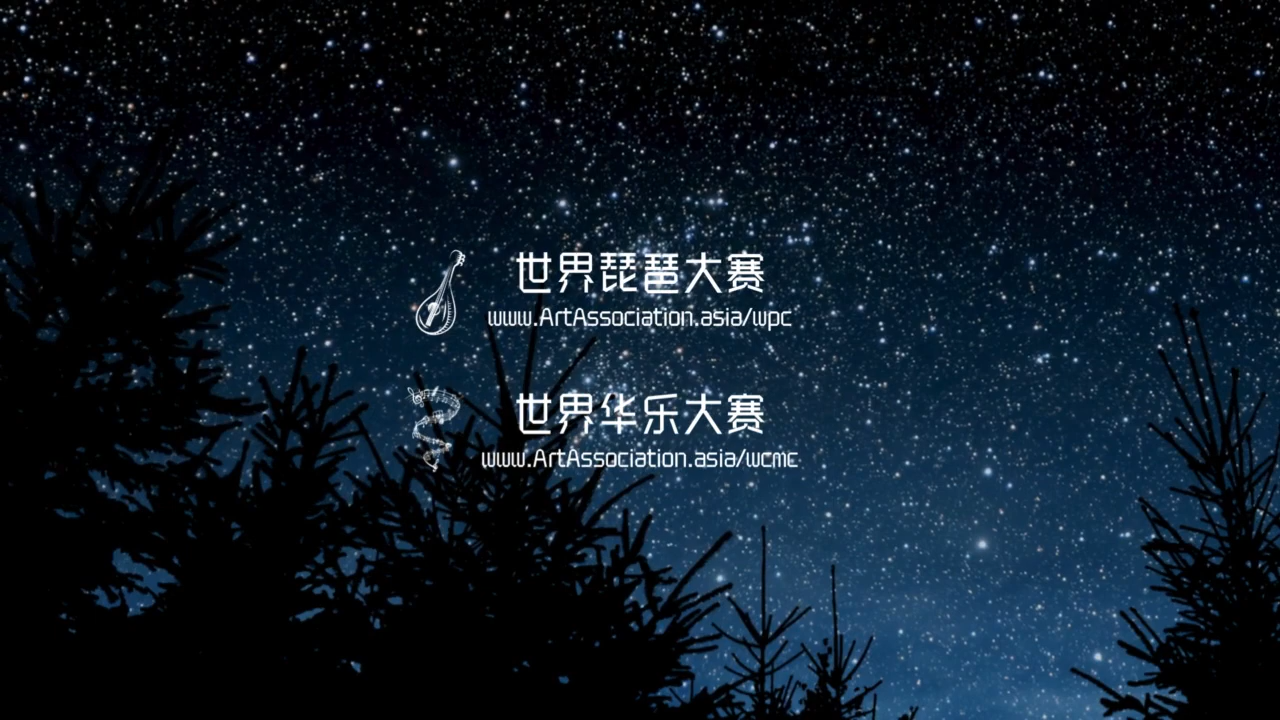 世界琵琶大赛
www.ArtAssociation.asia/wpc
世界华乐大赛
www.ArtAssociation.asia/wcmc